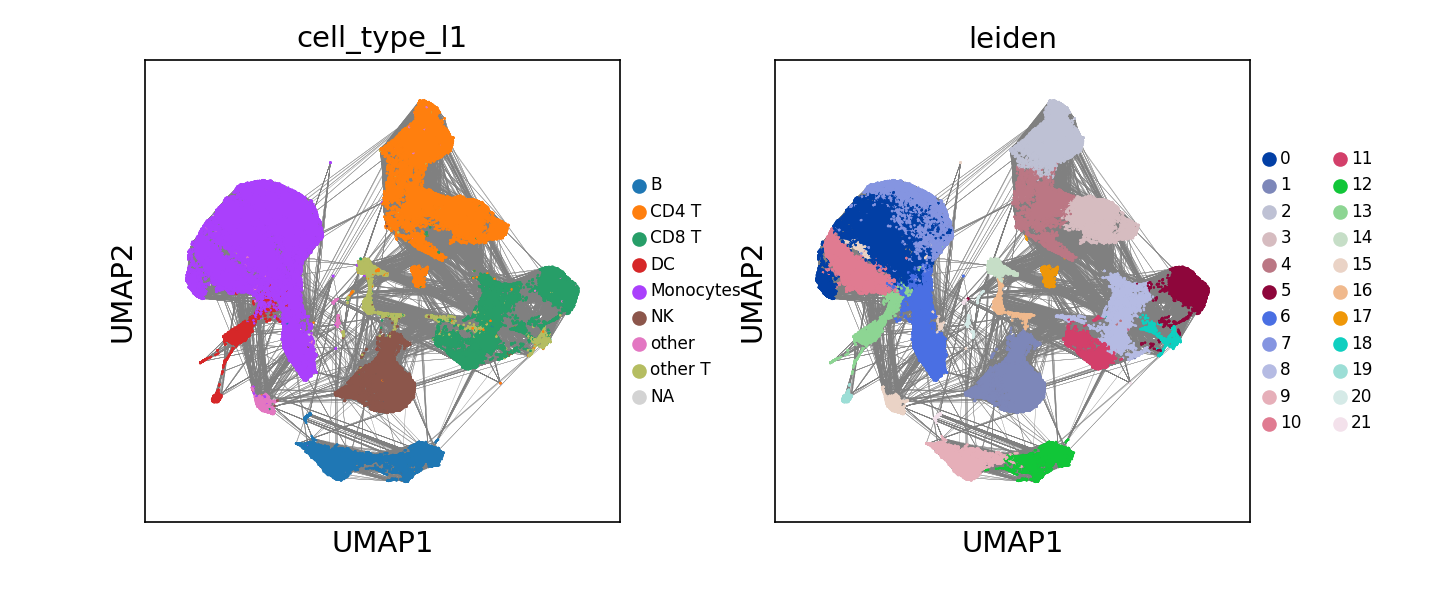 cell_type_l1
UMAP2
UMAP1
B
CD4 T
CD8 T
DC
Monocytes
NK
other
other T
NA
leiden
UMAP2
UMAP1
0
1
2
3
4
5
6
7
8
9
10
11
12
13
14
15
16
17
18
19
20
21